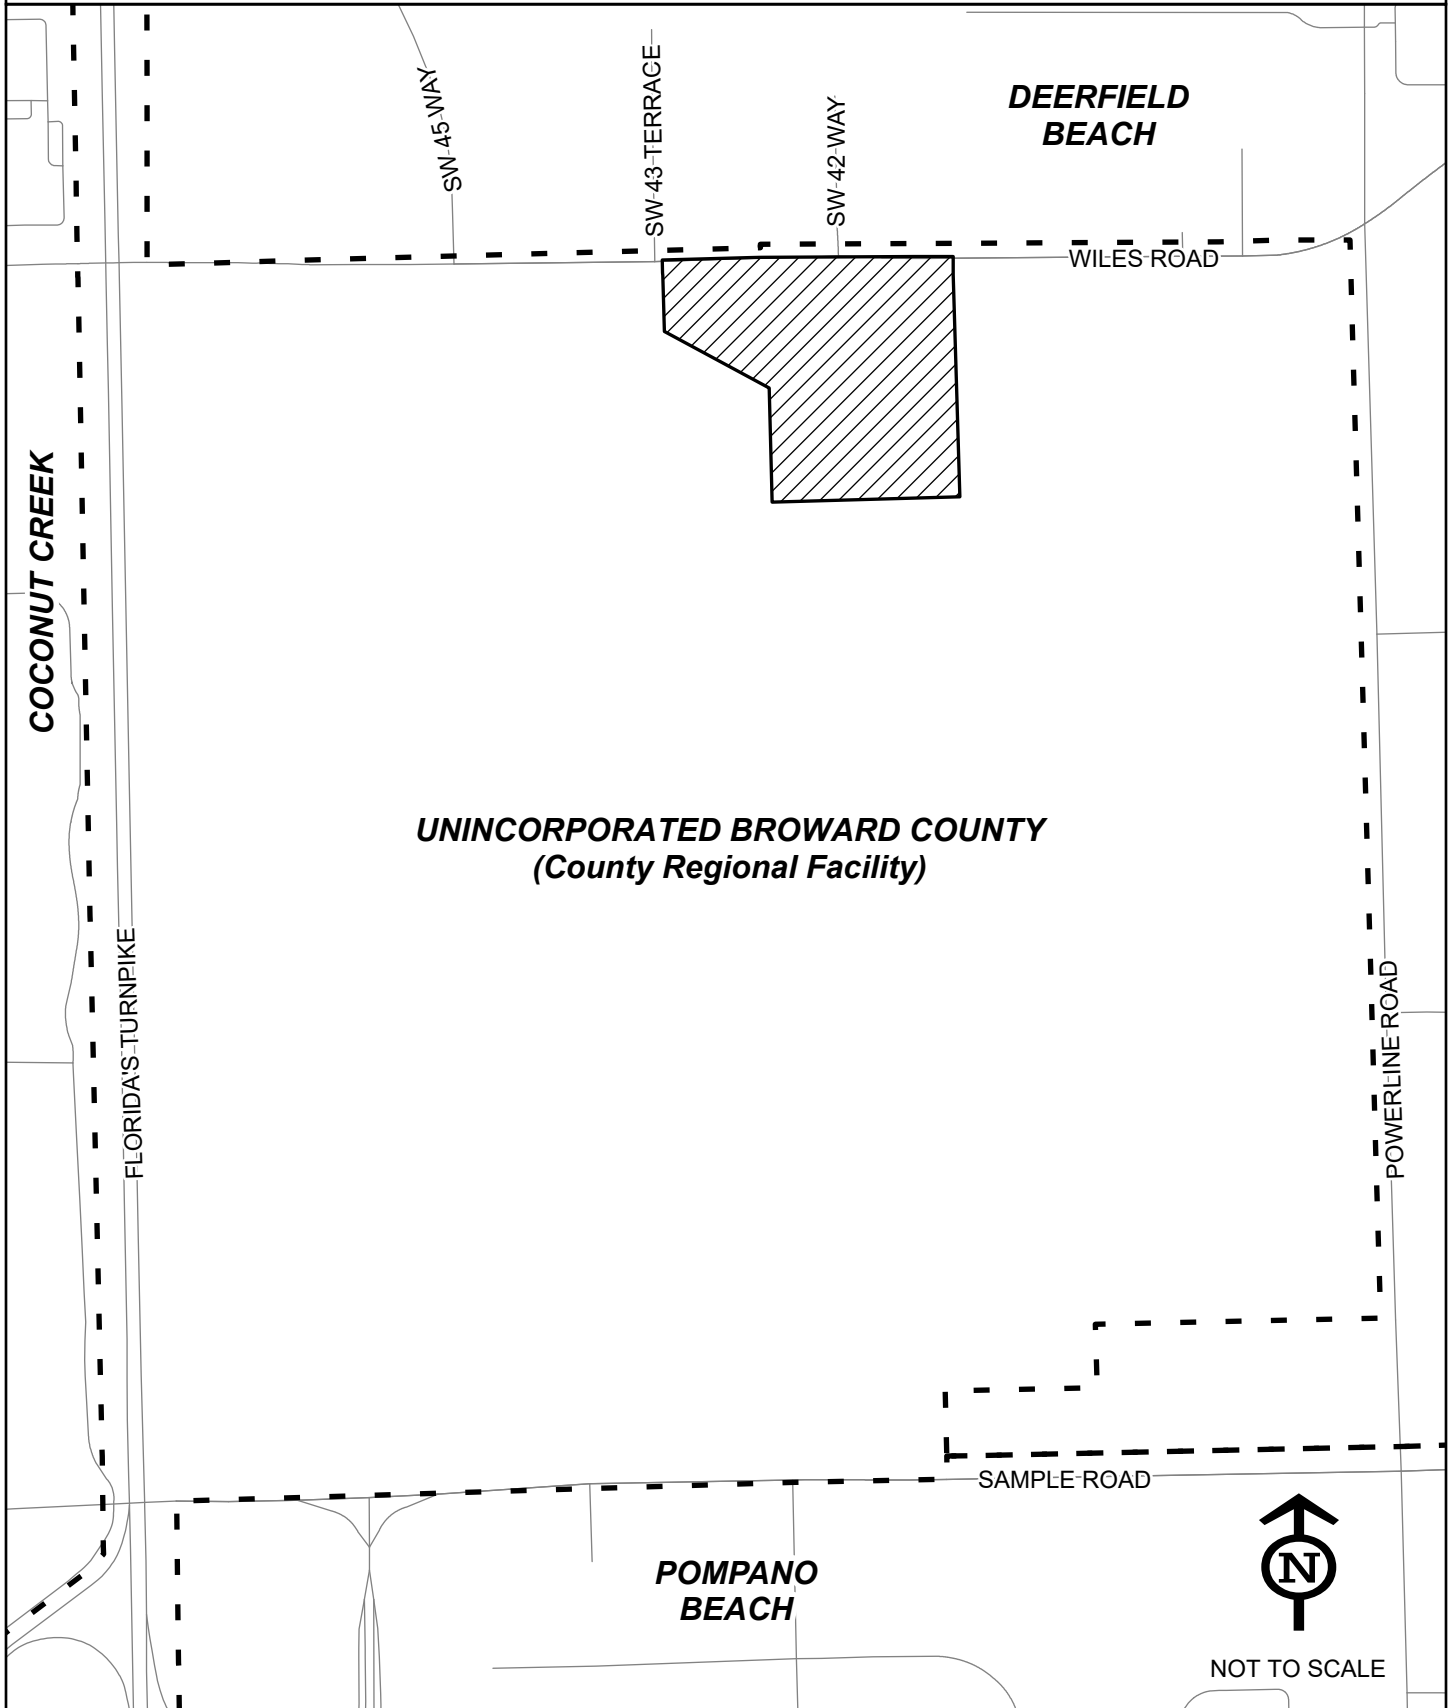 SW 45 WAY
SW 43 TERRACE
SW 42 WAY
DEERFIELD
BEACH
WILES ROAD
COCONUT CREEK
UNINCORPORATED BROWARD COUNTY
(County Regional Facility)
FLORIDA'S TURNPIKE
POWERLINE ROAD
SAMPLE ROAD
POMPANO
BEACH
N
NOT TO SCALE